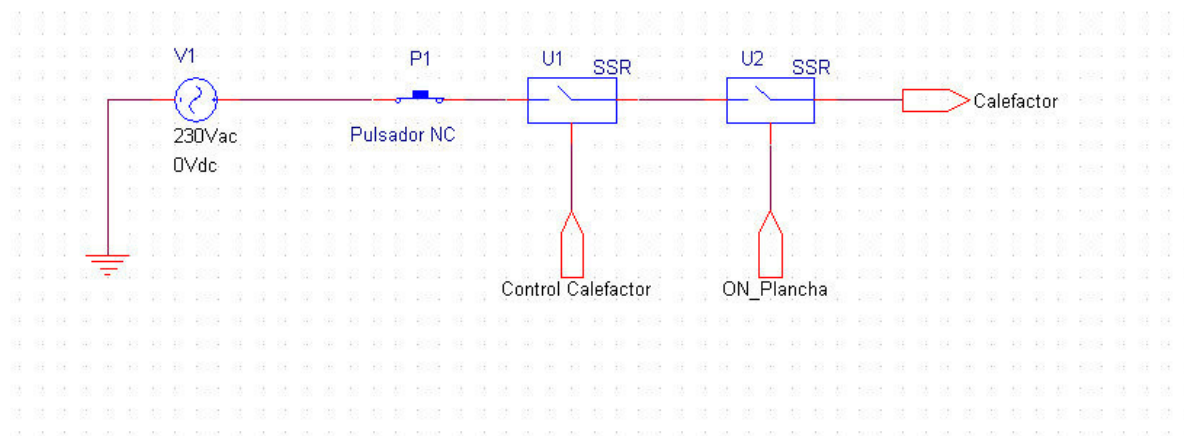 V1
230Vac
0Vdc
P1
Pulsador NC
U1
SSR
Control Calefactor
U2
SSR
ON_Plancha
Calefactor